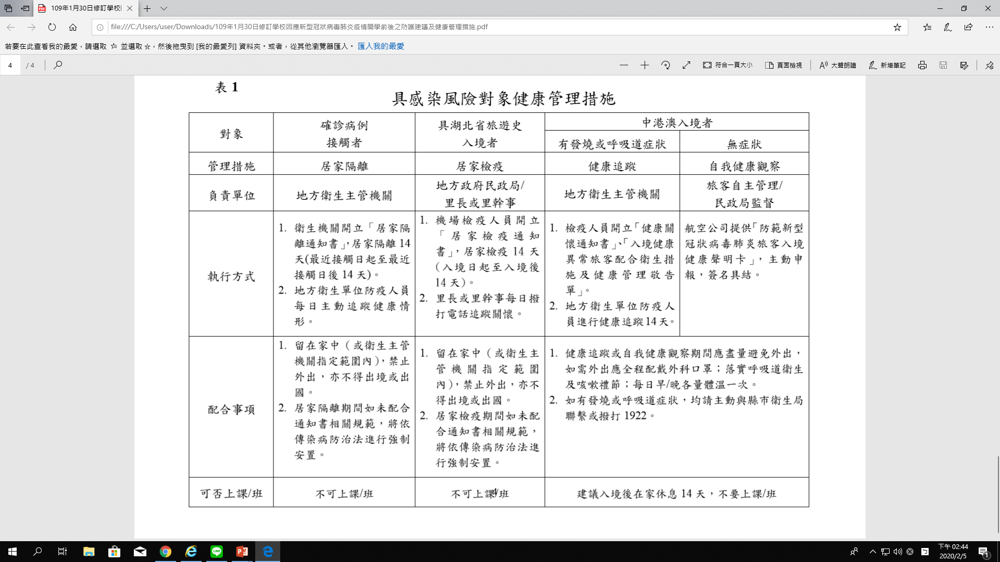 109年1月30日修訂學校
file:///C:/Users/user/Downloads/109年1月30日修訂學校因應新型冠狀病毒肺炎疫情開學前後之防護建議及健康管理措施.pdf
若要在此查看我的最愛，請選取 並選取 ☆，然後拖曳到 [我的最愛列] 資料夾。或者，從其他瀏覽器匯入。 匯入我的最愛
4 / 4 符合一頁大小 頁面檢視 大聲朗讀 新增筆記
表 1
具感染風險對象健康管理措施
對象
確診病例
接觸者
具湖北省旅遊史
入境者
中港澳入境者
有發燒或呼吸道症狀
無症狀
管理措施
居家隔離
居家檢疫
健康追蹤
自我健康觀察
負責單位
地方衛生主管機關
地方政府民政局/
里長或里幹事
地方衛生主管機關
旅客自主管理/
民政局監督
執行方式
1. 衛生機關開立「居家隔
離通知書」，居家隔離 14
天(最近接觸日起至最近
接觸日後 14 天)。
2. 地方衛生單位防疫人員
每日主動追蹤健康情
形。
1. 機場檢疫人員開立
「居家檢疫通知
書」，居家檢疫 14 天
(入境日起至入境後
14 天)。
2. 里長或里幹事每日撥
打電話追蹤關懷。
1. 檢疫人員開立「健康關
懷通知書」、「入境健康
異常旅客配合衛生措
施及健康管理敬告
單」。
2. 地方衛生單位防疫人
員進行健康追蹤 14 天。
航空公司提供「防範新型
冠狀病毒肺炎旅客入境
健康聲明卡」，主動申
報，簽名具結。
配合事項
1. 留在家中（或衛生主管
機關指定範圍內），禁止
外出，亦不得出境或出
國。
2. 居家隔離期間如未配合
通知書相關規範，將依
傳染病防治法進行強制
安置。
1. 留在家中（或衛生主
管機關指定範圍
內），禁止外出，亦不
得出境或出國。
2. 居家檢疫期間如未配
合通知書相關規範，
將依傳染病防治法進
行強制安置。
1. 健康追蹤或自我健康觀察期間應盡量避免外出，
如需外出應全程配戴外科口罩；落實呼吸道衛生
及咳嗽禮節；每日早/晚各量體溫一次。
2. 如有發燒或呼吸道症狀，均請主動與縣市衛生局
聯繫或撥打 1922。
可否上課/班
不可上課/班
不可上課/班
4
建議入境後在家休息 14 天，不要上課/班
下午 02:44
2020/2/5
1